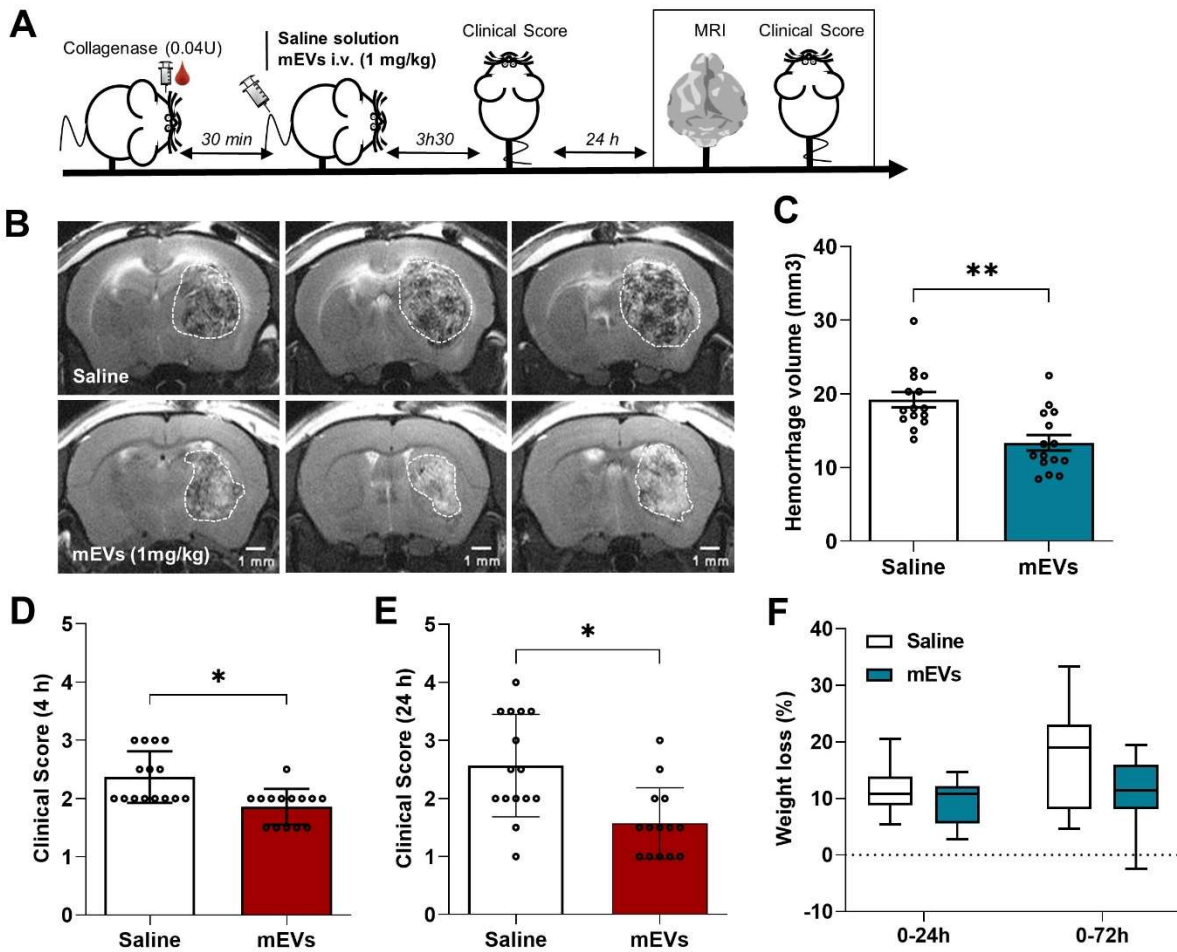 A
Collagenase (0.04U)
Saline solution
mEVs i.v. (1 mg/kg)
Clinical Score
MRI
Clinical Score
30 min
3h30
24 h
B
Saline
mEVs (1mg/kg)
1 mm
1 mm
1 mm
C
Hemorrhage volume (mm3)
40
30
20
10
0
**
Saline
mEVs
D
Clinical Score (4 h)
5
4
3
2
1
0
*
Saline
mEVs
E
Clinical Score (24 h)
5
4
3
2
1
0
*
Saline
mEVs
F
Weight loss (%)
40
30
20
10
0
-10
Saline
mEVs
0-24h
0-72h